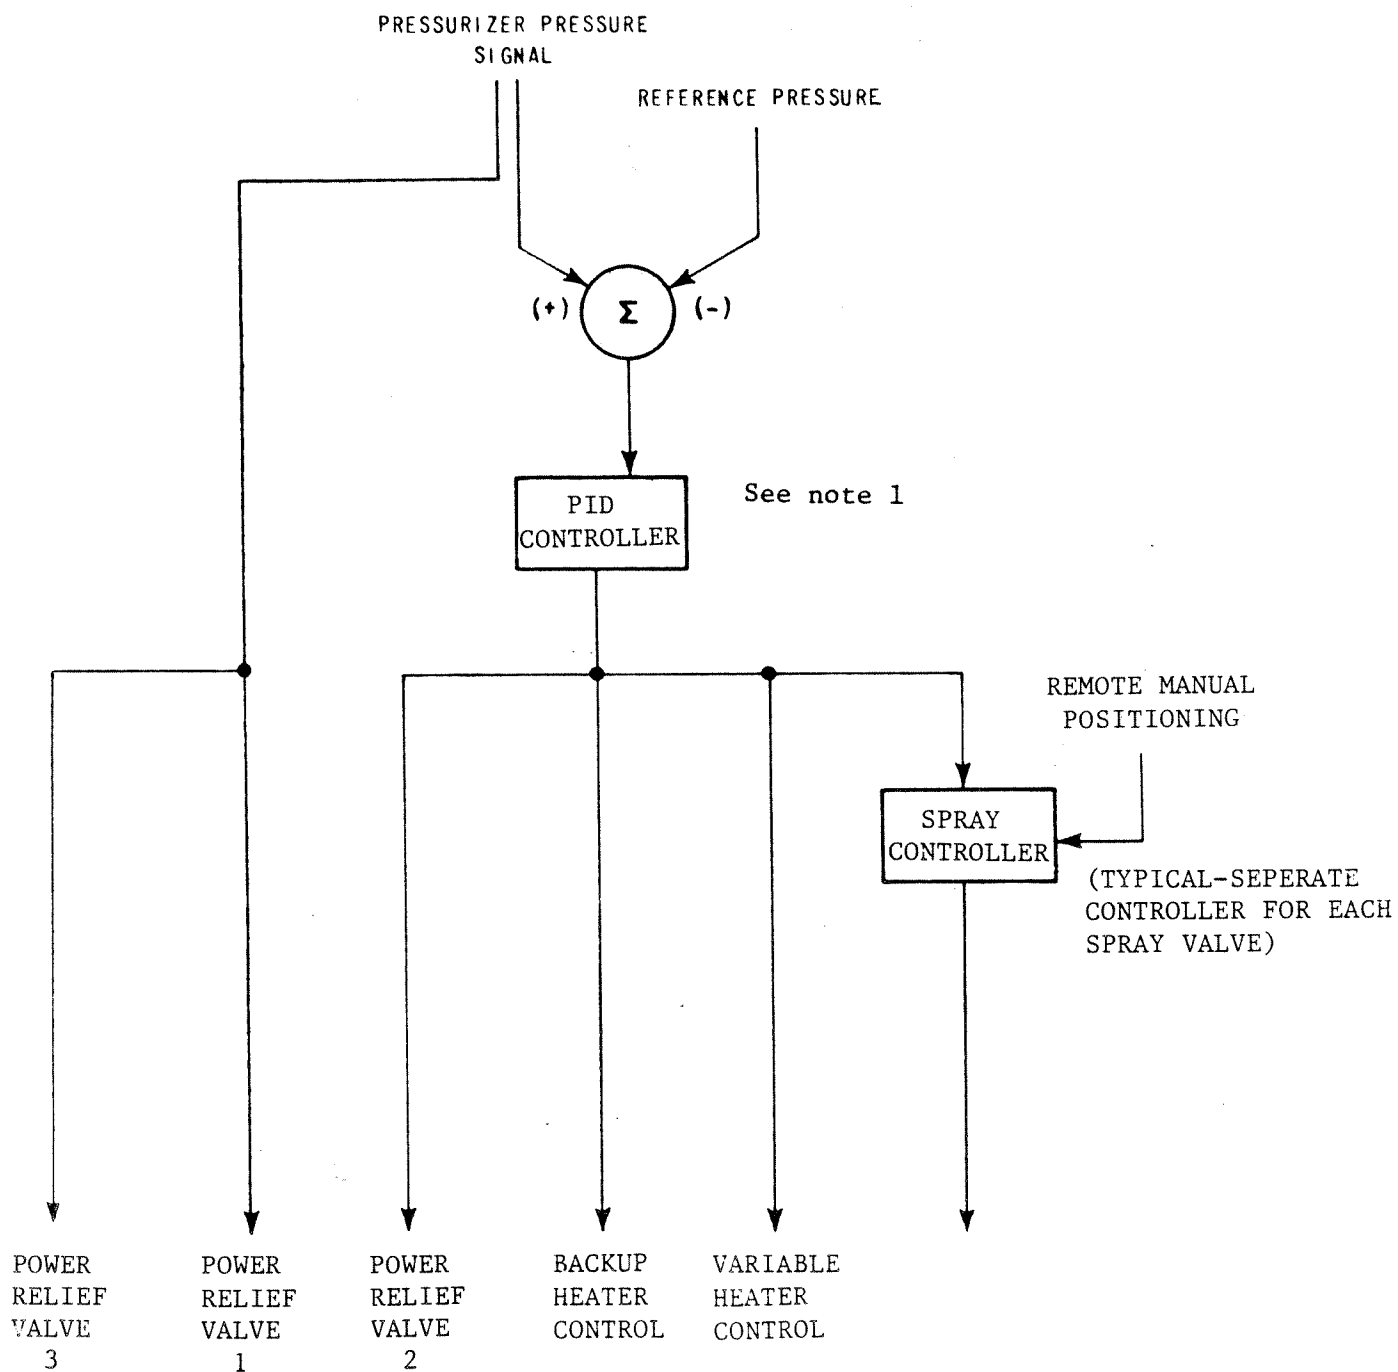 PRESSURIZER PRESSURE
SIGNAL
REFERENCE PRESSURE
(+)
Σ
(-)
PID
CONTROLLER
See note 1
REMOTE MANUAL
POSITIONING
SPRAY
CONTROLLER
(TYPICAL-SEPERATE
CONTROLLER FOR EACH
SPRAY VALVE)
POWER
RELIEF
VALVE
3
POWER
RELIEF
VALVE
1
POWER
RELIEF
VALVE
2
BACKUP
HEATER
CONTROL
VARIABLE
HEATER
CONTROL